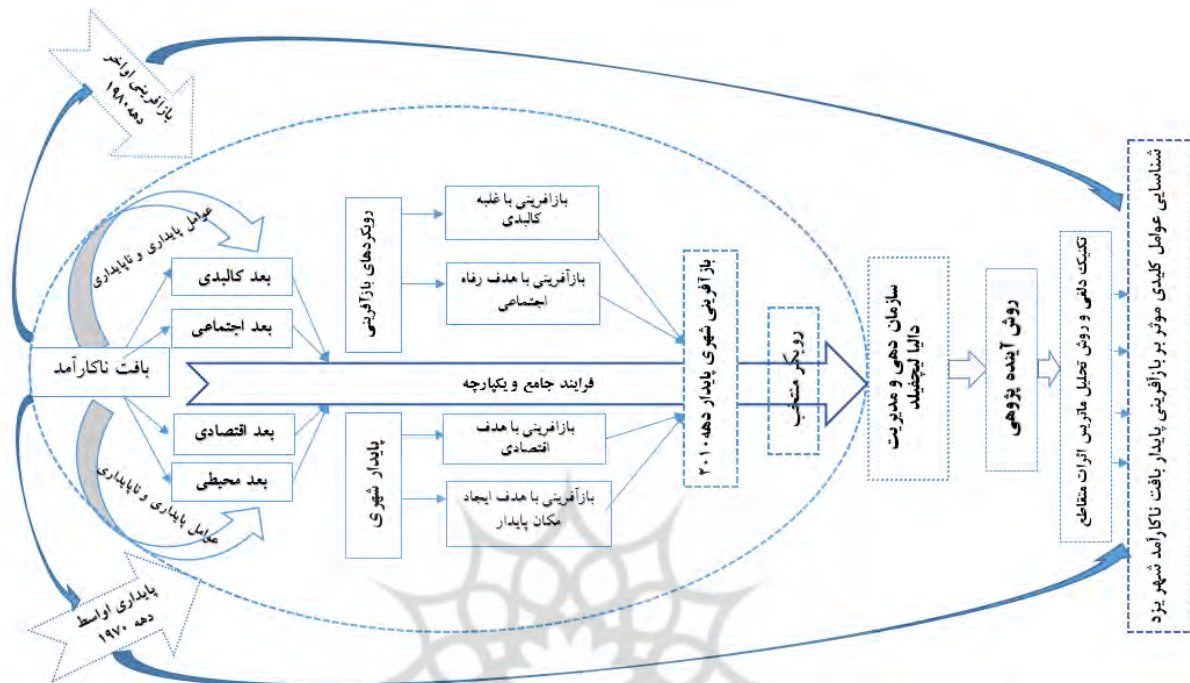 بازآفرینی اواخر
دهه ۱۹۸۰
عوامل پایداری و ناپایداری
بافت ناکارآمد
بعد کالبدی
بعد اجتماعی
بعد اقتصادی
بعد محیطی
عوامل پایداری و ناپایداری
پایداری اواسط
دهه ۱۹۷۰
رویکردهای بازآفرینی
پایدار شهری
بازآفرینی با غلبه
کالبدی
بازآفرینی با هدف رفاه
اجتماعی
فرایند جامع و یکپارچه
بازآفرینی با هدف
اقتصادی
بازآفرینی با هدف ایجاد
مکان پایدار
بازآفرینی شهری پایدار دهه ۲۰۱۰
رویکر منتخب
سازمان دهی و مدیریت
دالیا لیچفیلد
روش آینده پژوهی
تکنیک دلفی و روش تحلیل ماتریس اثرات متقاطع
شناسایی عوامل کلیدی موثر بر بازآفرینی پایدار بافت ناکارآمد شهر یزد